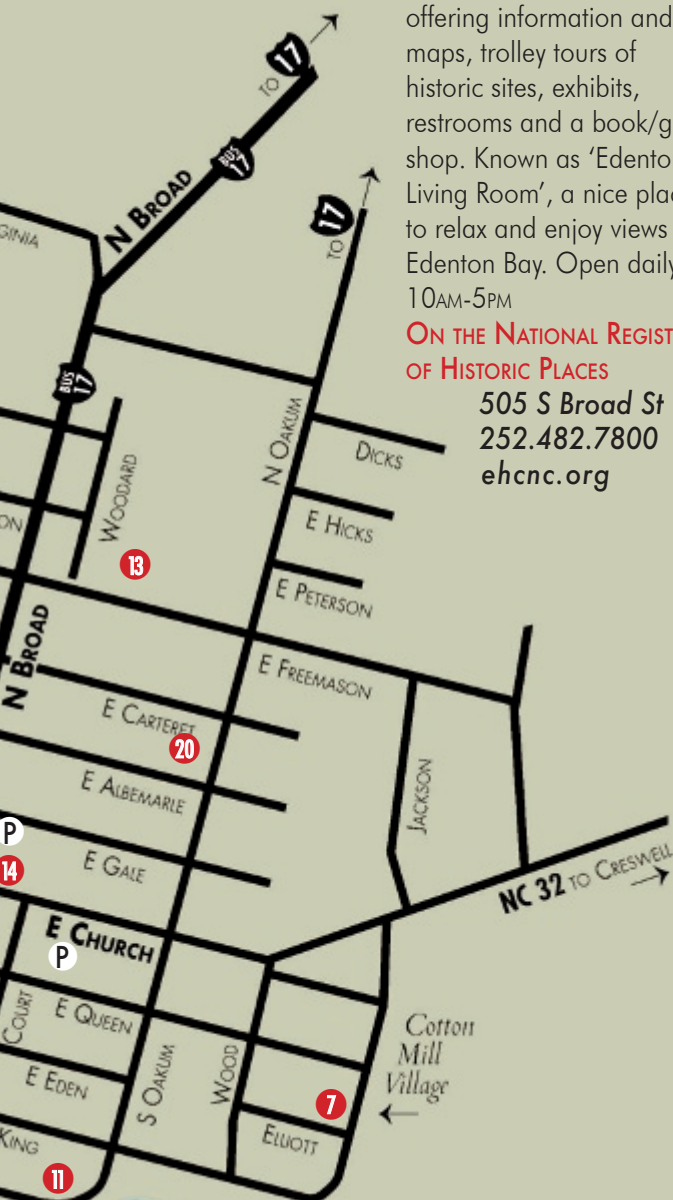 offering information and
maps, trolley tours of
historic sites, exhibits,
restrooms and a book/g
shop. Known as ‘Edento
Living Room’, a nice plac
to relax and enjoy views
Edenton Bay. Open daily
10AM-5PM
ON THE NATIONAL REGIST
OF HISTORIC PLACES
505 S Broad St
252.482.7800
ehcnc.org
TO 17
BUS 17
N BROAD
TO 17
GINIA
BUS 17
N OAKUM
DICKS
WOODARD
E HICKS
ON
13
E PETERSON
N BROAD
E FREEMASON
E CARTERET
20
E ALBEMARLE
JACKSON
P
14
E GALE
NC 32 TO CRESWELL
E CHURCH
P
COURT
E QUEEN
Cotton
Mill
Village
E EDEN
S OAKUM
WOOD
7
ELLIOTT
KING
11